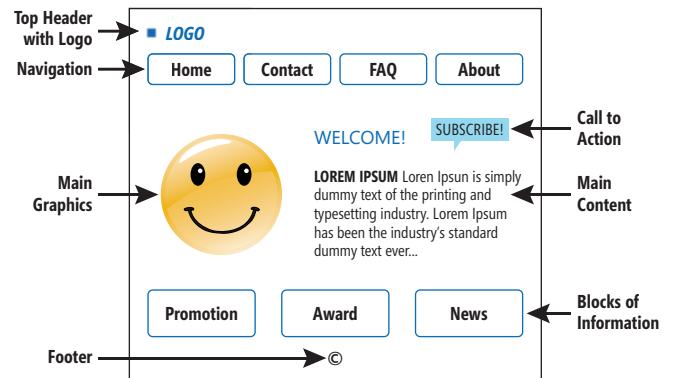 Top Header
with Logo
LOGO
Navigation
Home
Contact
FAQ
About
WELCOME!
SUBSCRIBE!
Call to
Action
Main
Graphics
LOREM IPSUM Loren Ipsun is simply
dummy text of the printing and
typesetting industry. Lorem Ipsum
has been the industry's standard
dummy text ever...
Main
Content
Promotion
Award
News
Blocks of
Information
Footer
©